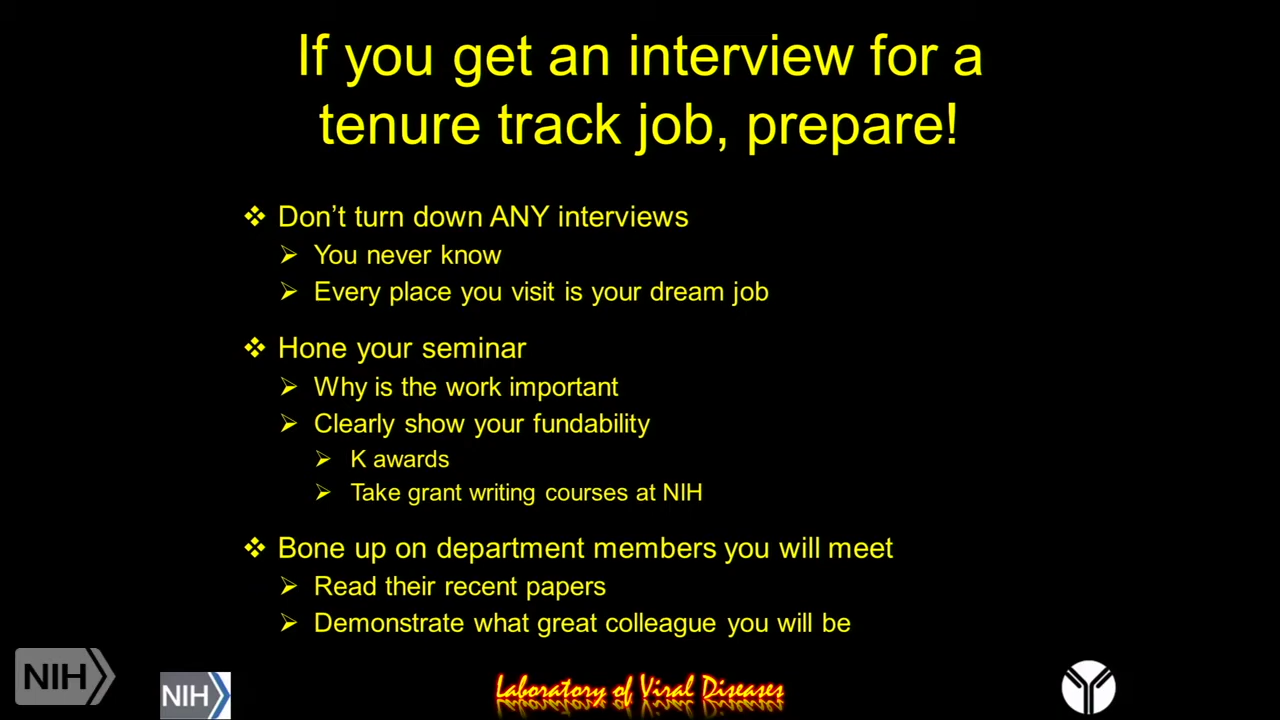 If you get an interview for a
tenure track job, prepare!
❖ Don’t turn down ANY interviews
➢ You never know
➢ Every place you visit is your dream job
❖ Hone your seminar
➢ Why is the work important
➢ Clearly show your fundability
➢ K awards
➢ Take grant writing courses at NIH
❖ Bone up on department members you will meet
➢ Read their recent papers
➢ Demonstrate what great colleague you will be
NIH
NIH
Laboratory of Viral Diseases